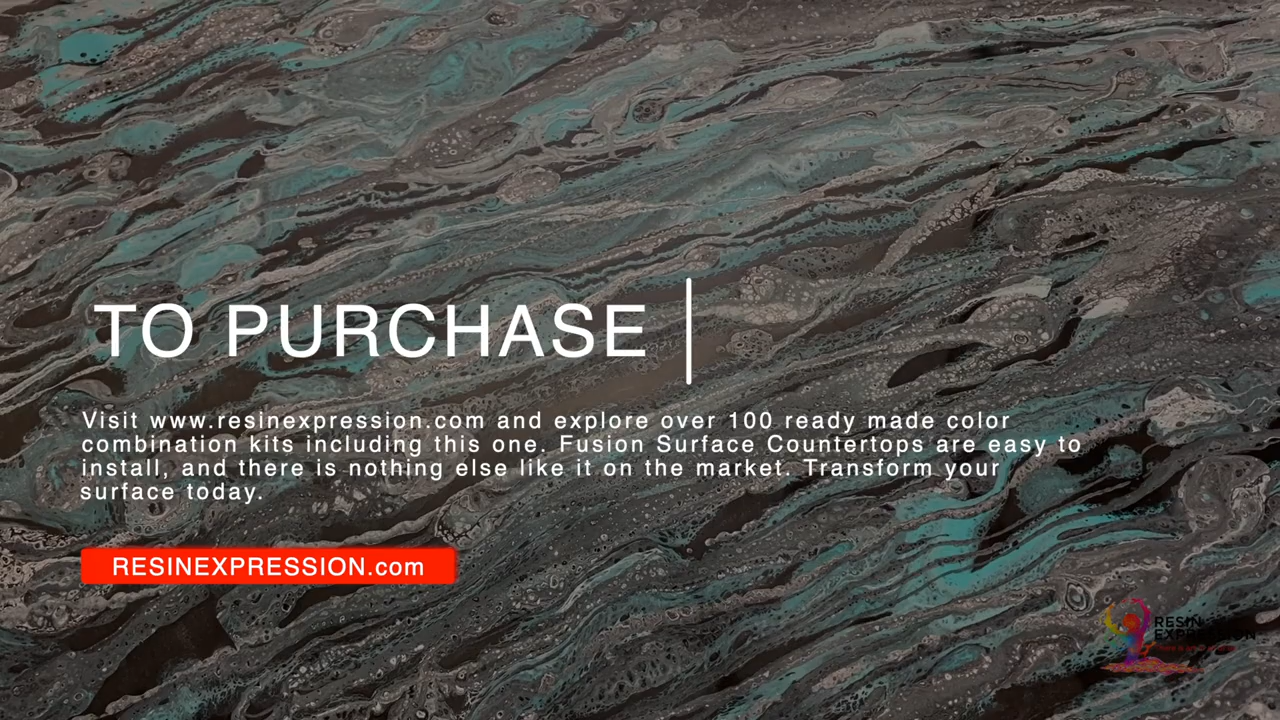 TO PURCHASE
Visit www.resinexpression.com and explore over 100 ready made color
combination kits including this one. Fusion Surface Countertops are easy to
install, and there is nothing else like it on the market. Transform your
surface today.
RESINEXPRESSION.com
RESIN
EXPRESSION